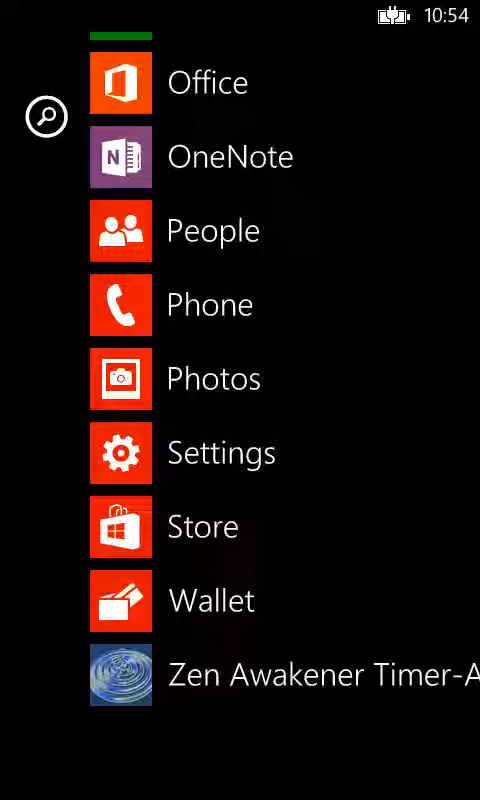 10:54
Office
N OneNote
People
Phone
Photos
Settings
Store
Wallet
Zen Awakener Timer-A